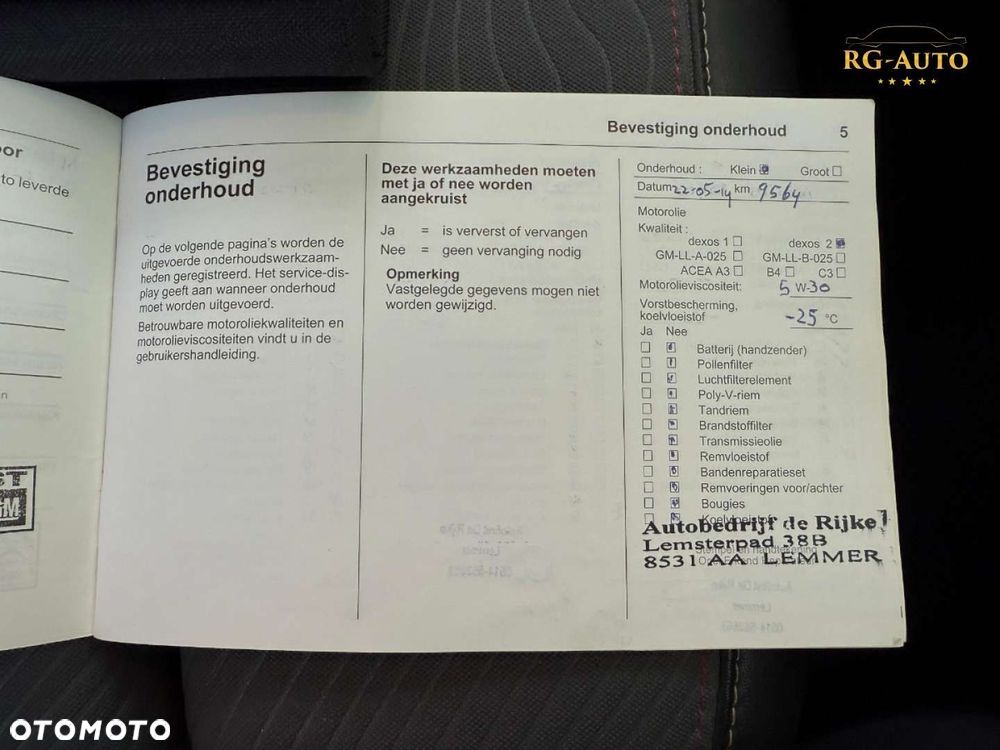 RG-AUTO
oor
to leverde
n
ST
GM
Bevestiging
onderhoud
Op de volgende pagina's worden de
uitgevoerde onderhoudswerkzaam-
heden geregistreerd. Het service-dis-
play geeft aan wanneer onderhoud
moet worden uitgevoerd.
Betrouwbare motoroliekwaliteiten en
motorolieviscositeiten vindt u in de
gebruikershandleiding.
Deze werkzaamheden moeten
met ja of nee worden
aangekruist
Ja = is ververst of vervangen
Nee = geen vervanging nodig
Opmerking
Vastgelegde gegevens mogen niet
worden gewijzigd.
Bevestiging onderhoud 5
Onderhoud : Klein Groot
Datum 22-05-14 km 9564
Motorolie
Kwaliteit :
dexos 1 dexos 2
GM-LL-A-025 GM-LL-B-025
ACEA A3 B4 C3
Motorolieviscositeit: 5 W-30
Vorstbescherming,
koelvloeistof -25 °C
Ja Nee
Batterij (handzender)
Pollenfilter
Luchtfilterelement
Poly-V-riem
Tandriem
Brandstoffilter
Transmissieolie
Remvloeistof
Bandenreparatieset
Remvoeringen voor/achter
Bougies
Koelvloeistof
Autobedrijf de Rijke
Lemsterpad 38B
8531 AA LEMMER
OTOMOTO